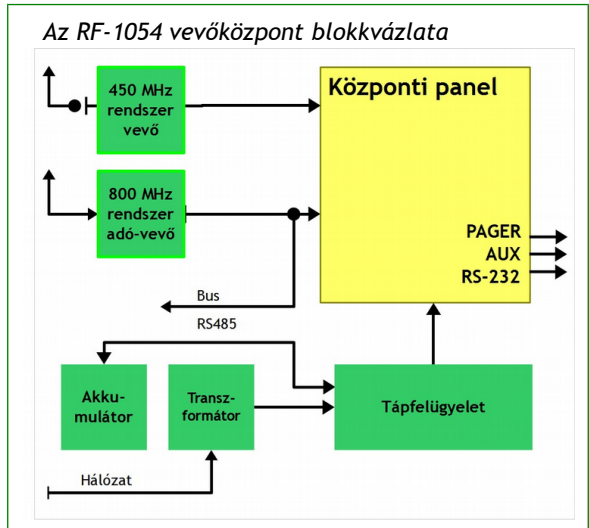 Az RF-1054 vevőközpont blokkvázlata
450 MHz
rendszer
vevő
Központi panel
800 MHz
rendszer
adó-vevő
PAGER
AUX
RS-232
Bus
RS485
Akku-
mulátor
Transz-
formátor
Tápfelügyelet
Hálózat